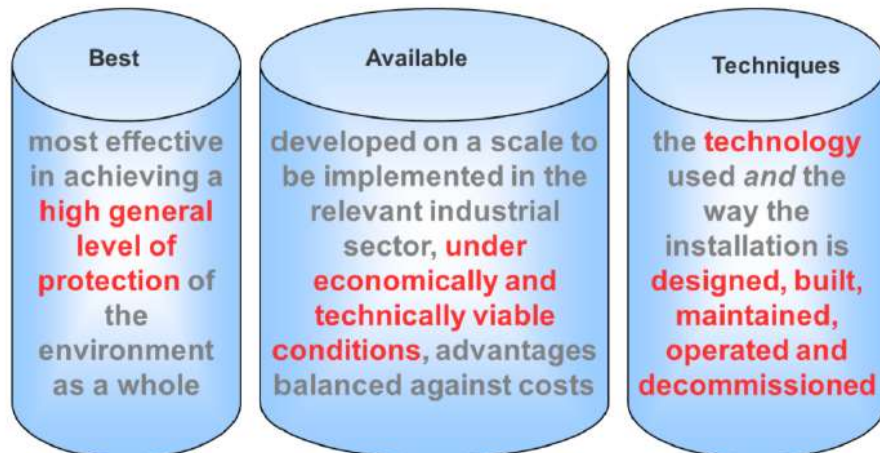 Best
most effective
in achieving a
high general
level of
protection of
the
environment
as a whole
Available
developed on a scale to
be implemented in the
relevant industrial
sector, under
economically and
technically viable
conditions, advantages
balanced against costs
Techniques
the technology
used and the
way the
installation is
designed, built,
maintained,
operated and
decommissioned